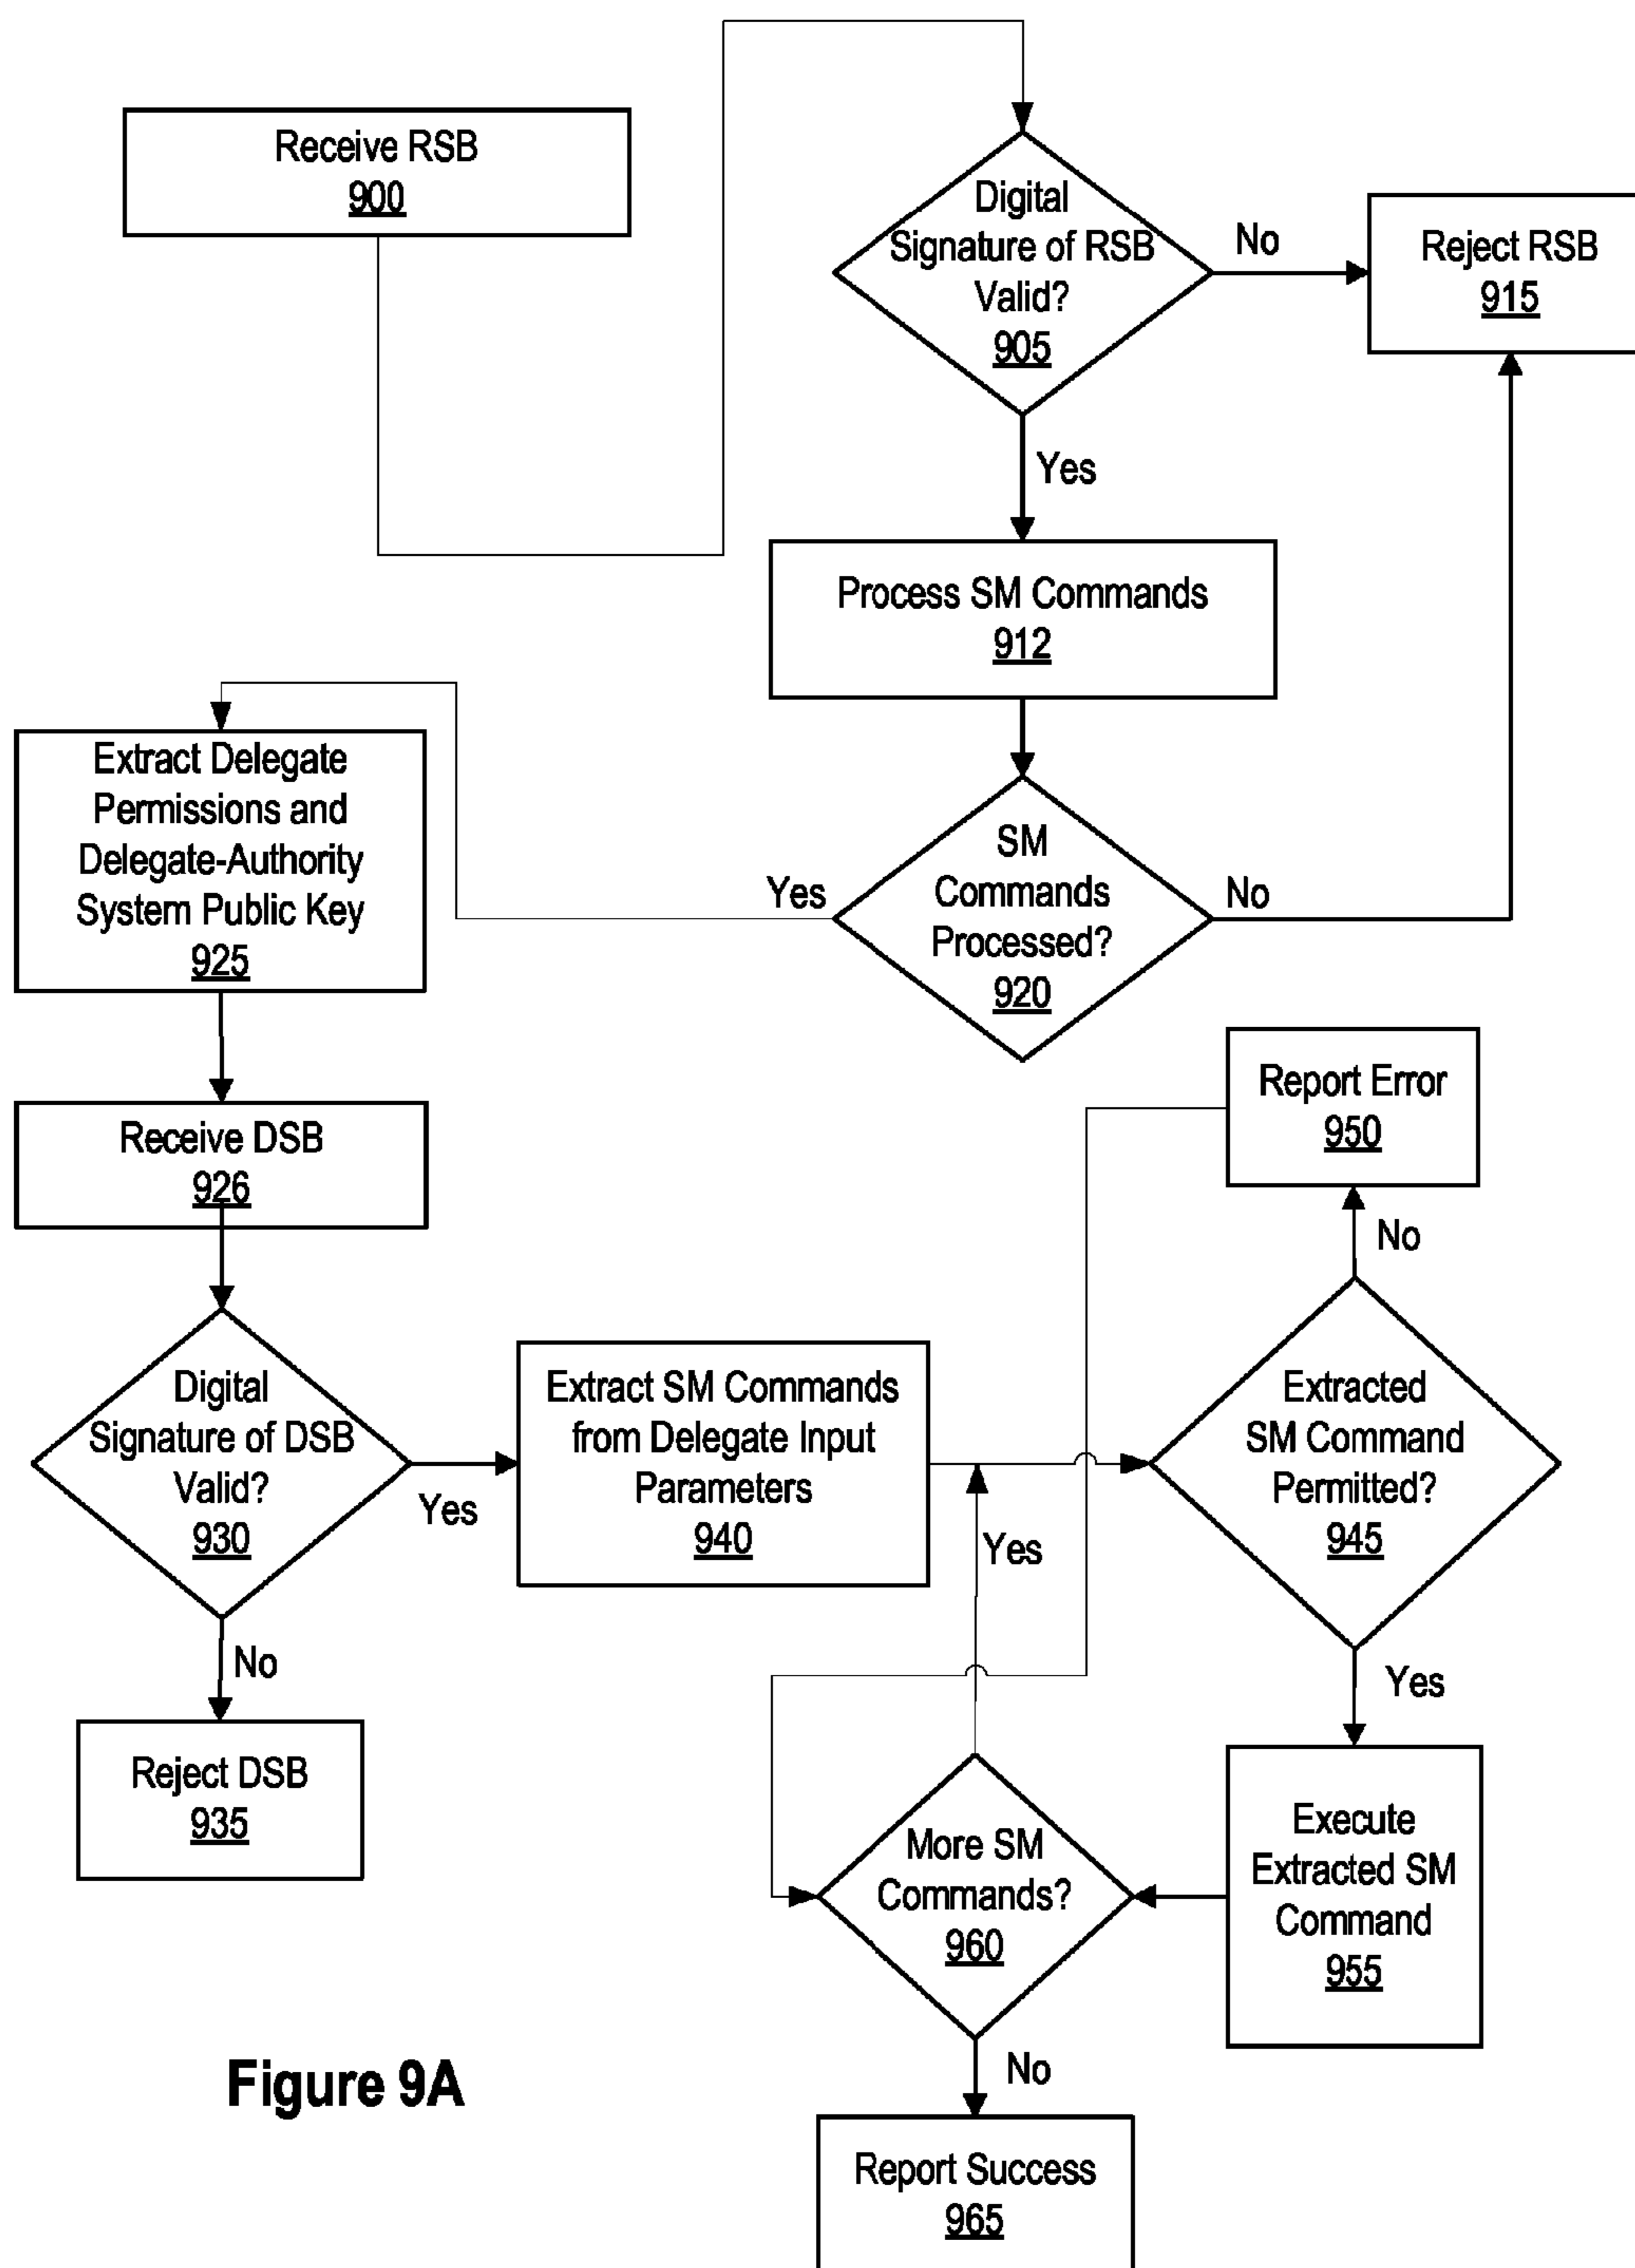 Receive RSB
900
Digital
Signature of RSB
Valid?
905
No
Reject RSB
915
Yes
Process SM Commands
912
SM
Commands
Processed?
920
Yes
No
Extract Delegate
Permissions and
Delegate-Authority
System Public Key
925
Receive DSB
926
Digital
Signature of DSB
Valid?
930
Yes
No
Reject DSB
935
Extract SM Commands
from Delegate Input
Parameters
940
Extracted
SM Command
Permitted?
945
No
Report Error
950
Yes
Execute
Extracted SM
Command
955
More SM
Commands?
960
Yes
No
Report Success
965
Figure 9A